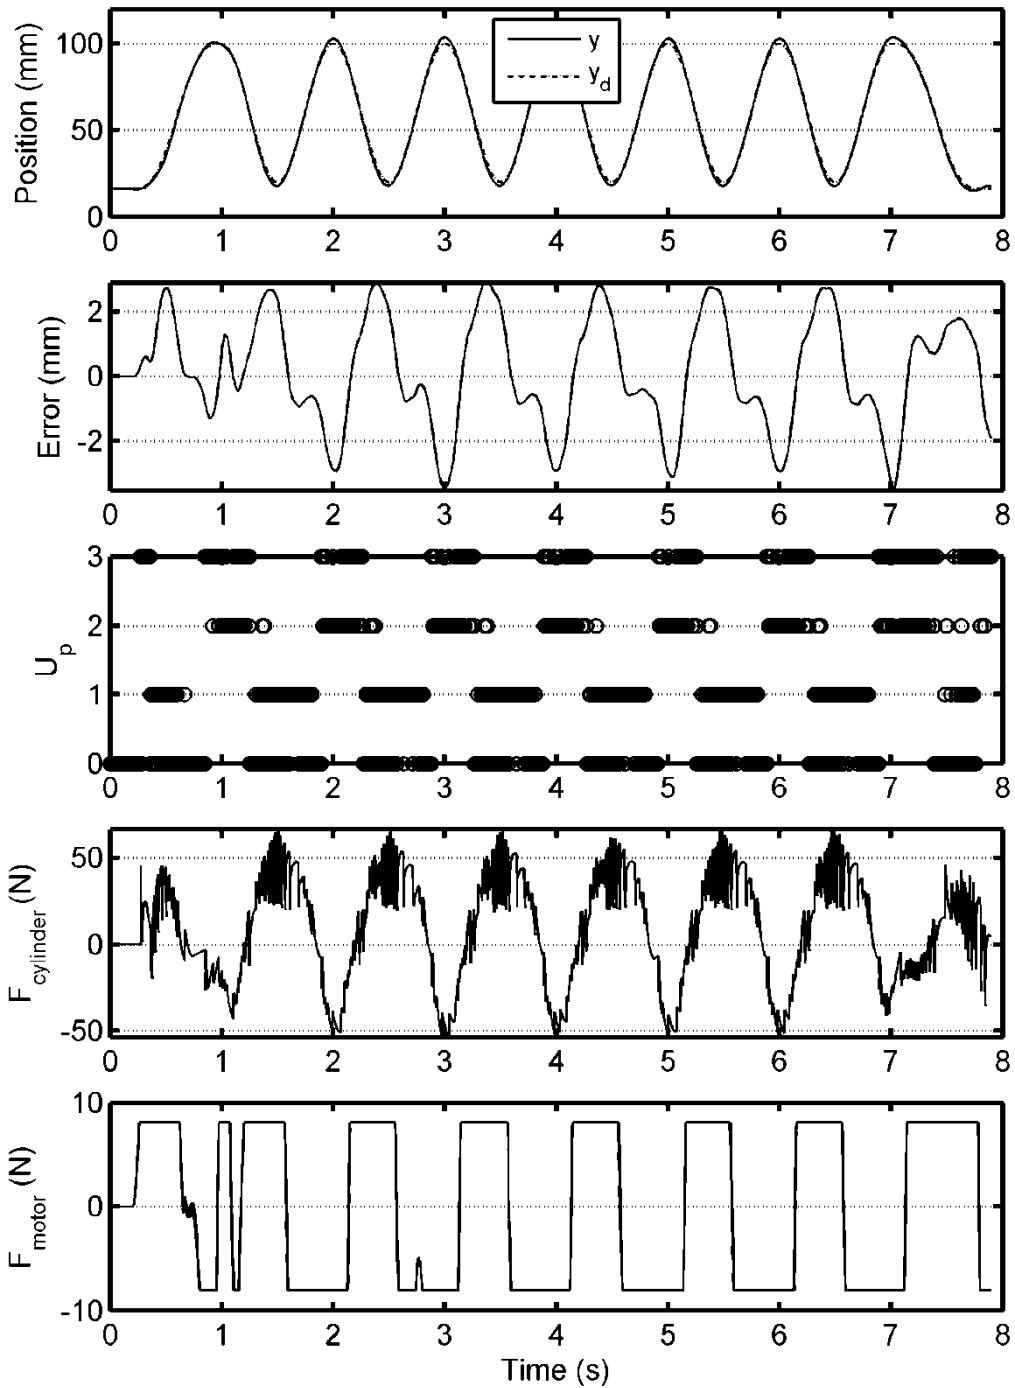 100
50
0
Position (mm)
y
y_d
0 1 2 3 4 5 6 7 8
2
0
-2
Error (mm)
0 1 2 3 4 5 6 7 8
3
2
1
0
U_p
0 1 2 3 4 5 6 7 8
50
0
-50
F_cylinder (N)
0 1 2 3 4 5 6 7 8
10
0
-10
F_motor (N)
0 1 2 3 4 5 6 7 8
Time (s)